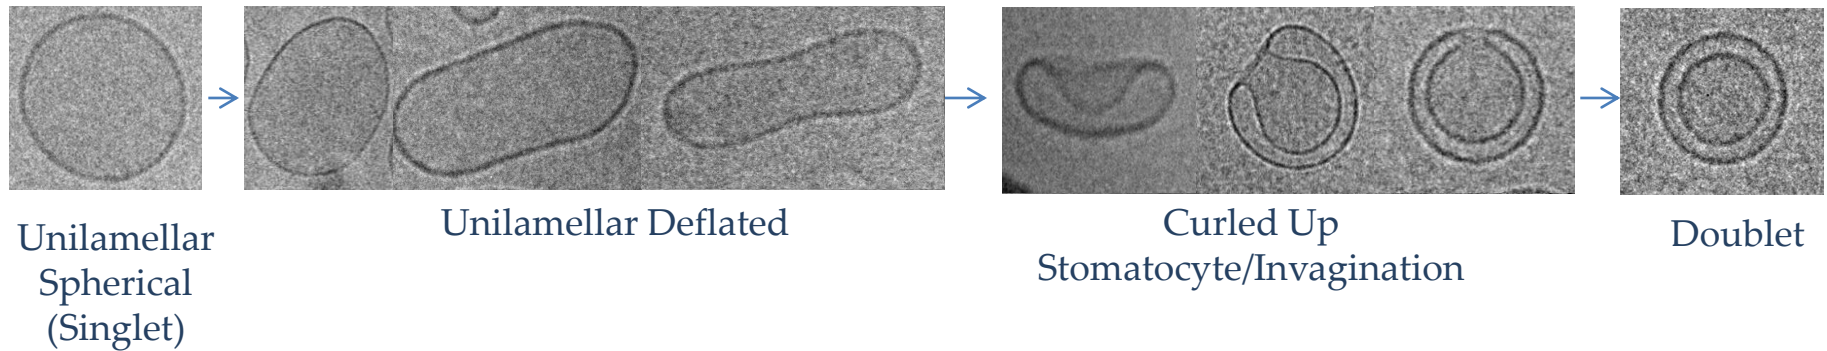 Unilamellar
Spherical
(Singlet)
Unilamellar Deflated
Curled Up
Stomatocyte/Invagination
Doublet